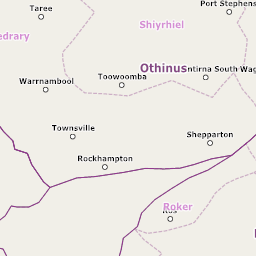 Taree
Port Stephens
Shiyrhiel
edrary
Othinus
Toowoomba
ntirna South Wag
Warrnambool
Townsville
Shepparton
Rockhampton
Roker